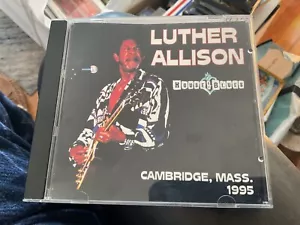 LUTHER
ALLISON
HOUSE OF BLUES
CAMBRIDGE, MASS.
1995